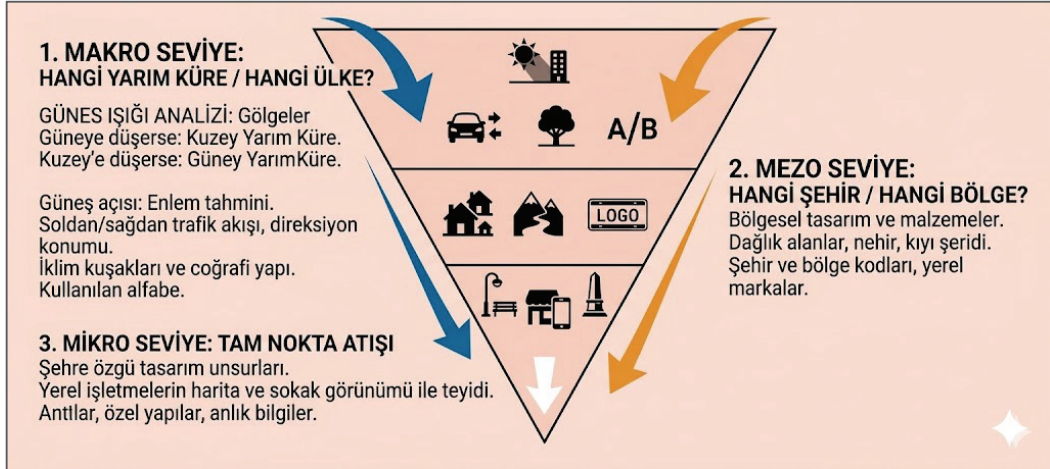 1. MAKRO SEVİYE:
HANGİ YARIM KÜRE / HANGİ ÜLKE?
GÜNES IŞIĞI ANALİZİ: Gölgeler
Güneye düşerse: Kuzey Yarım Küre.
Kuzey'e düşerse: Güney YarımKüre.
Güneş açısı: Enlem tahmini.
Soldan/sağdan trafik akışı, direksiyon
konumu.
İklim kuşakları ve coğrafi yapı.
Kullanılan alfabe.
A/B
LOGO
2. MEZO SEVİYE:
HANGİ ŞEHİR / HANGİ BÖLGE?
Bölgesel tasarım ve malzemeler.
Dağlık alanlar, nehir, kıyı şeridi.
Şehir ve bölge kodları, yerel
markalar.
3. MİKRO SEVİYE: TAM NOKTA ATIŞI
Şehre özgü tasarım unsurları.
Yerel işletmelerin harita ve sokak görünümü ile teyidi.
Antlar, özel yapılar, anlık bilgiler.